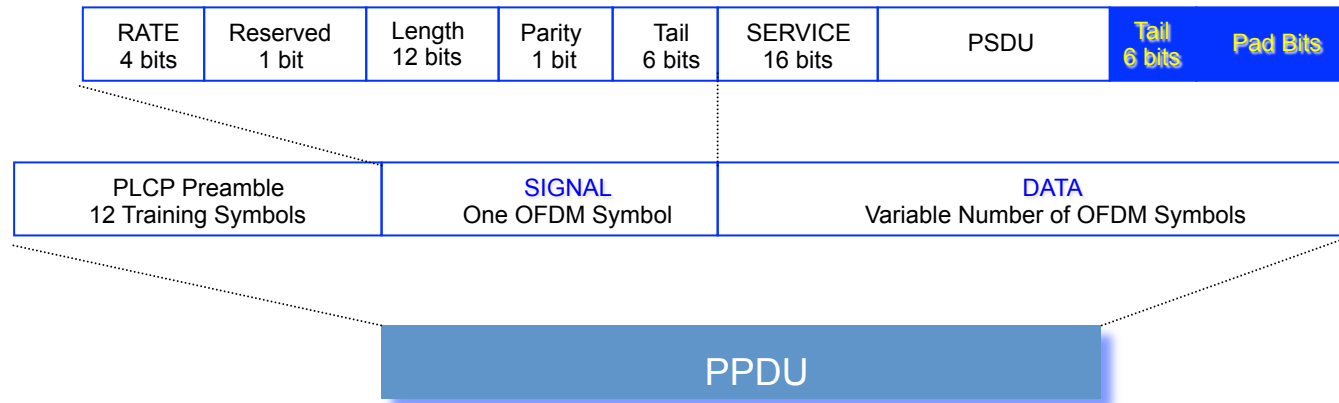 RATE
4 bits
Reserved
1 bit
Length
12 bits
Parity
1 bit
Tail
6 bits
SERVICE
16 bits
PSDU
Tail
6 bits
Pad Bits
PLCP Preamble
12 Training Symbols
SIGNAL
One OFDM Symbol
DATA
Variable Number of OFDM Symbols
PPDU